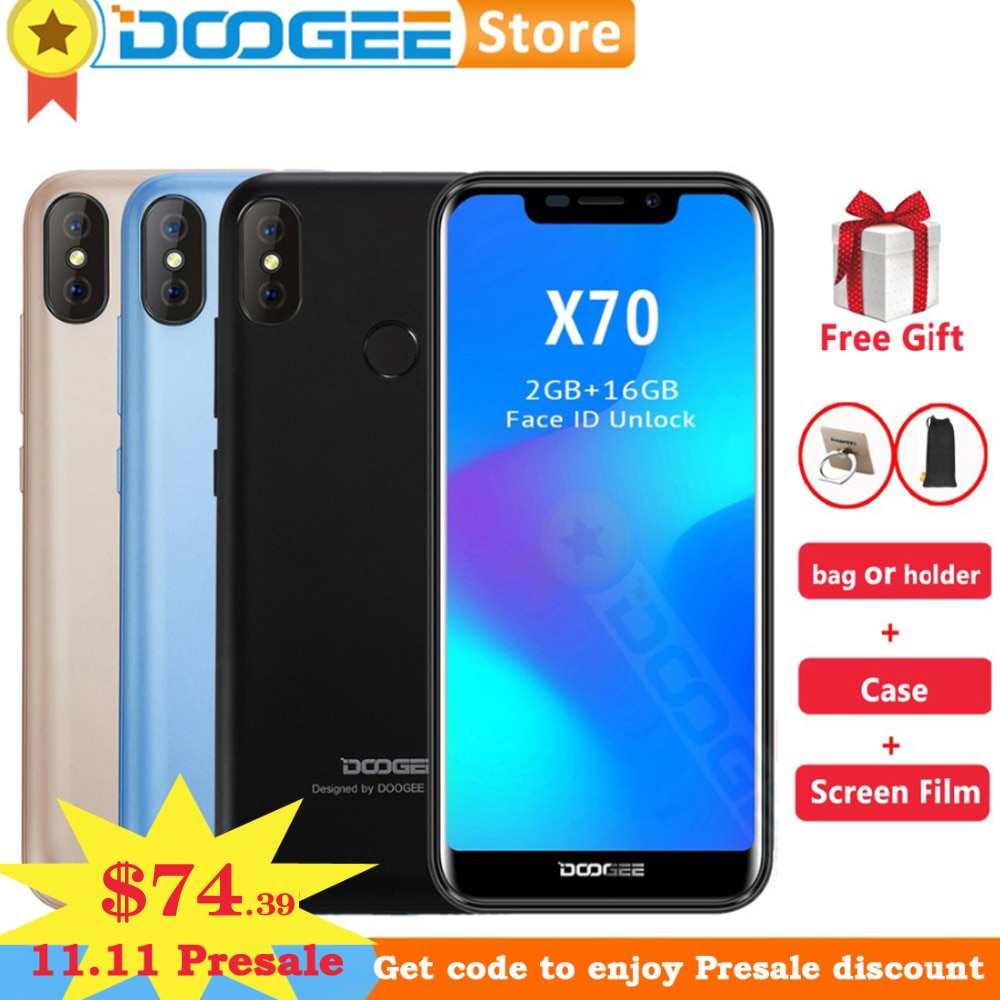 DOOGEE Store
X70
2GB+16GB
Face ID Unlock
Free Gift
bag or holder
+
Case
+
Screen Film
DOOGEE
Designed by DOOGEE
DOOGEE
$74.39
11.11 Presale
Get code to enjoy Presale discount